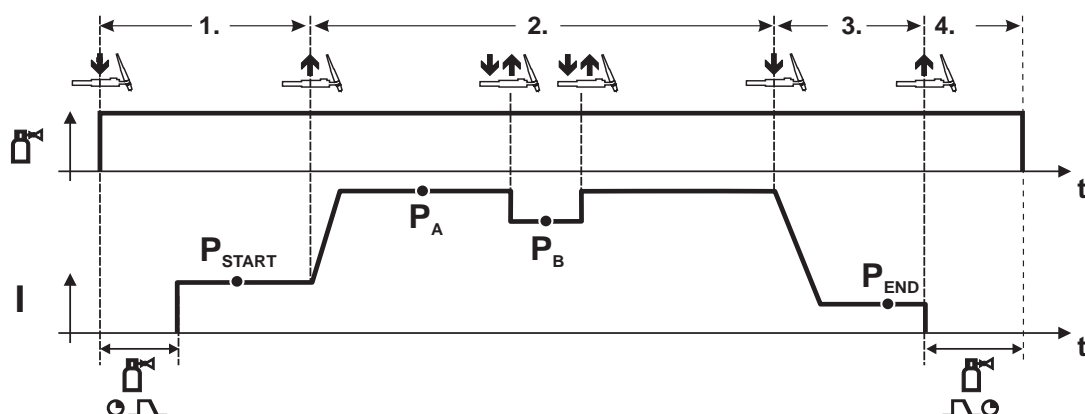 1. 2. 3. 4.
t
P_A
P_B
P_START
P_END
I
t